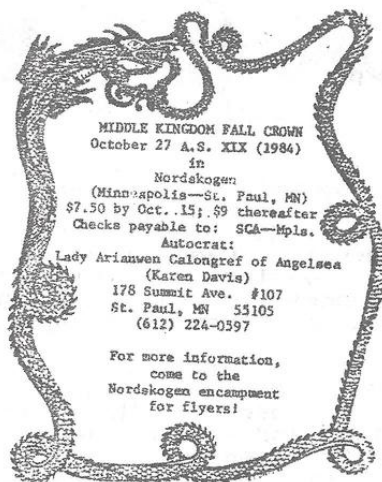 MIDDLE KINGDOM FALL CROWN
October 27 A.S. XIX (1984)
in
Nordskogen
(Minneapolis—St. Paul, MN)
$7.50 by Oct. 15; $9 thereafter
Checks payable to: SCA—Mpls.
Autocrat:
Lady Arianwen Calongref of Angelsea
(Karen Davis)
178 Summit Ave. #107
St. Paul, MN 55105
(612) 224-0597
For more information,
come to the
Nordskogen encampment
for flyers!